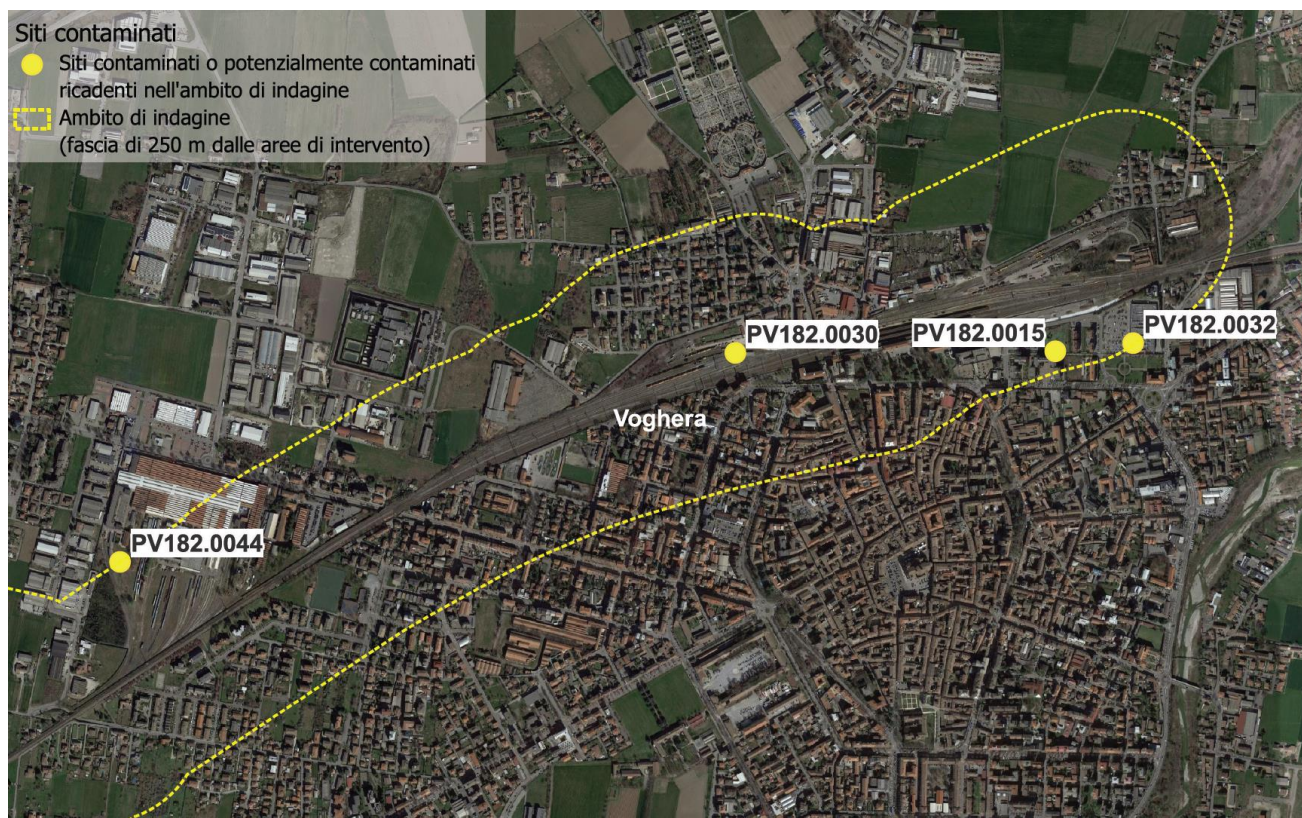 Siti contaminati
Siti contaminati o potenzialmente contaminati
ricadenti nell'ambito di indagine
Ambito di indagine
(fascia di 250 m dalle aree di intervento)
PV182.0030
PV182.0015
PV182.0032
Voghera
PV182.0044